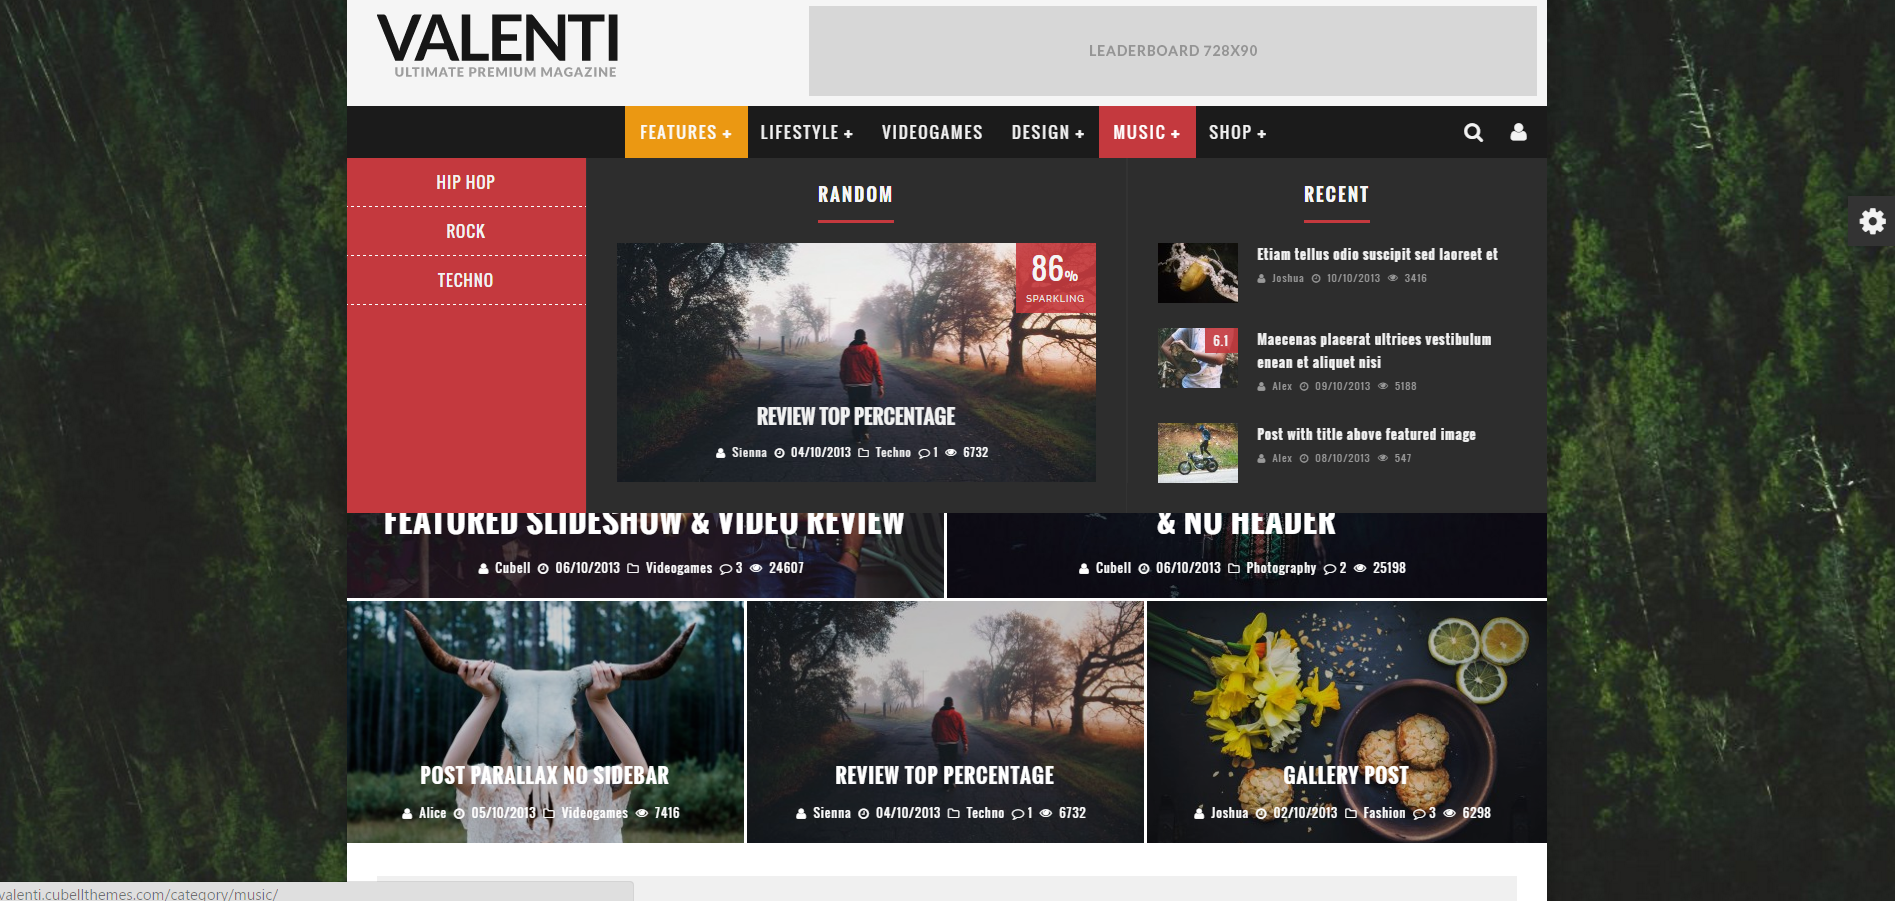 VALENTI
ULTIMATE PREMIUM MAGAZINE
LEADERBOARD 728X90
FEATURES + LIFESTYLE + VIDEOGAMES DESIGN + MUSIC + SHOP +
HIP HOP
ROCK
TECHNO
RANDOM
86%
SPARKLING
REVIEW TOP PERCENTAGE
Sienna 04/10/2013 Techno 1 6732
RECENT
Etiam tellus odio suscipit sed laoreet et
Joshua 10/10/2013 3416
6.1
Maecenas placerat ultrices vestibulum
enean et aliquet nisi
Alex 09/10/2013 5188
Post with title above featured image
Alex 08/10/2013 547
FEATURED SLIDESHOW & VIDEO REVIEW
Cubell 06/10/2013 Videogames 3 24607
& NO HEADER
Cubell 06/10/2013 Photography 2 25198
POST PARALLAX NO SIDEBAR
Alice 05/10/2013 Videogames 7416
REVIEW TOP PERCENTAGE
Sienna 04/10/2013 Techno 1 6732
GALLERY POST
Joshua 02/10/2013 Fashion 3 6298
valenti.cubellthemes.com/category/music/